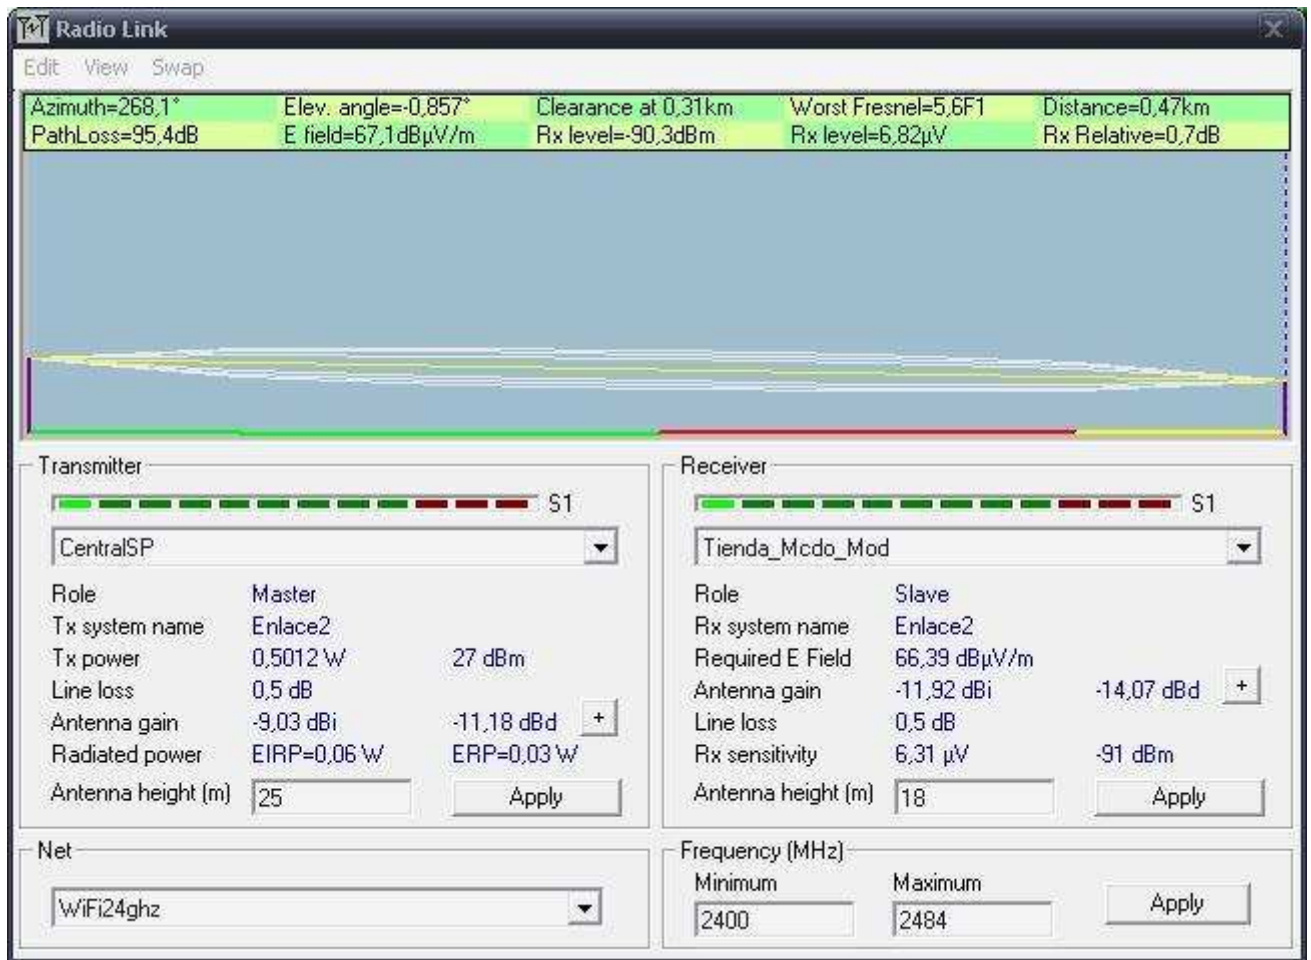 Radio Link
Edit View Swap
Azimuth=268,1° Elev. angle=-0,857° Clearance at 0,31km Worst Fresnel=5,6F1 Distance=0,47km
PathLoss=95,4dB E field=67,1dBµV/m Rx level=-90,3dBm Rx level=6,82µV Rx Relative=0,7dB
Transmitter
S1
CentralSP
Role Master
Tx system name Enlace2
Tx power 0,5012 W 27 dBm
Line loss 0,5 dB
Antenna gain -9,03 dBi -11,18 dBd +
Radiated power EIRP=0,06 W ERP=0,03 W
Antenna height (m) 25 Apply
Receiver
S1
Tienda_Mcdo_Mod
Role Slave
Rx system name Enlace2
Required E Field 66,39 dBµV/m
Antenna gain -11,92 dBi -14,07 dBd +
Line loss 0,5 dB
Rx sensitivity 6,31 µV -91 dBm
Antenna height (m) 18 Apply
Net
WiFi24ghz
Frequency (MHz)
Minimum Maximum
2400 2484 Apply